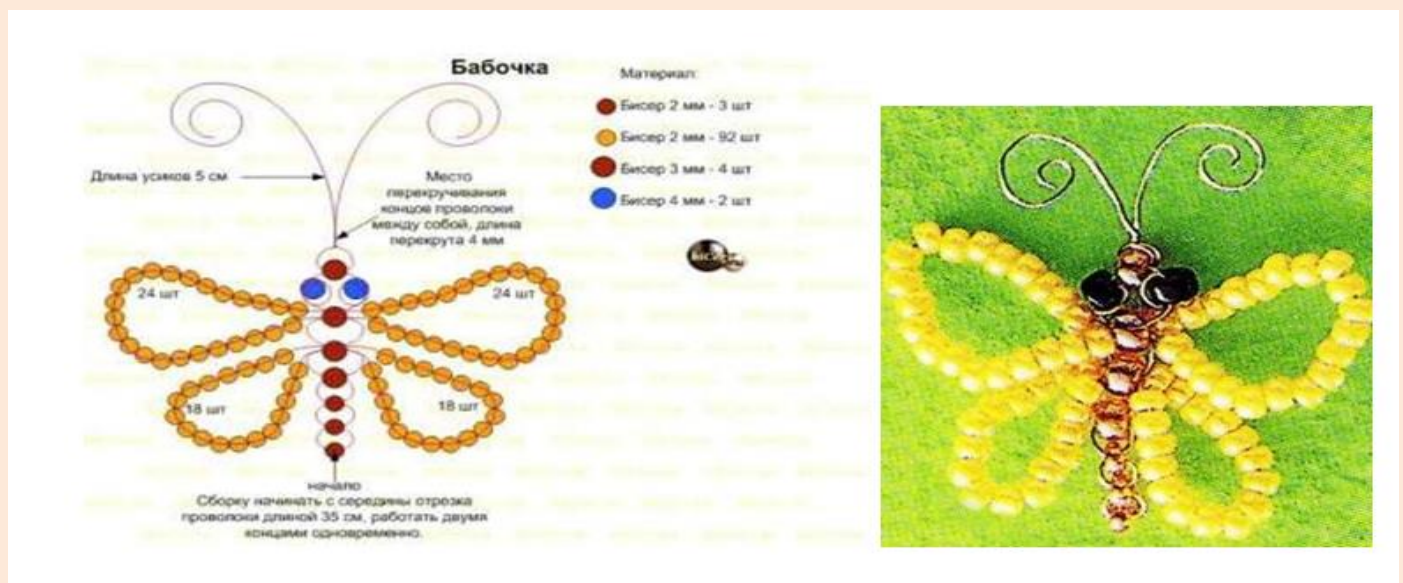 Бабочка
Материал:
Бисер 2 мм - 3 шт
Бисер 2 мм - 92 шт
Бисер 3 мм - 4 шт
Бисер 4 мм - 2 шт
Длина усиков 5 см
Место
перекручивания
концов проволоки
между собой, длина
перекрута 4 мм
24 шт
24 шт
18 шт
18 шт
начало
Сборку начинать с середины отрезка
проволоки длиной 35 см, работать двумя
концами одновременно.